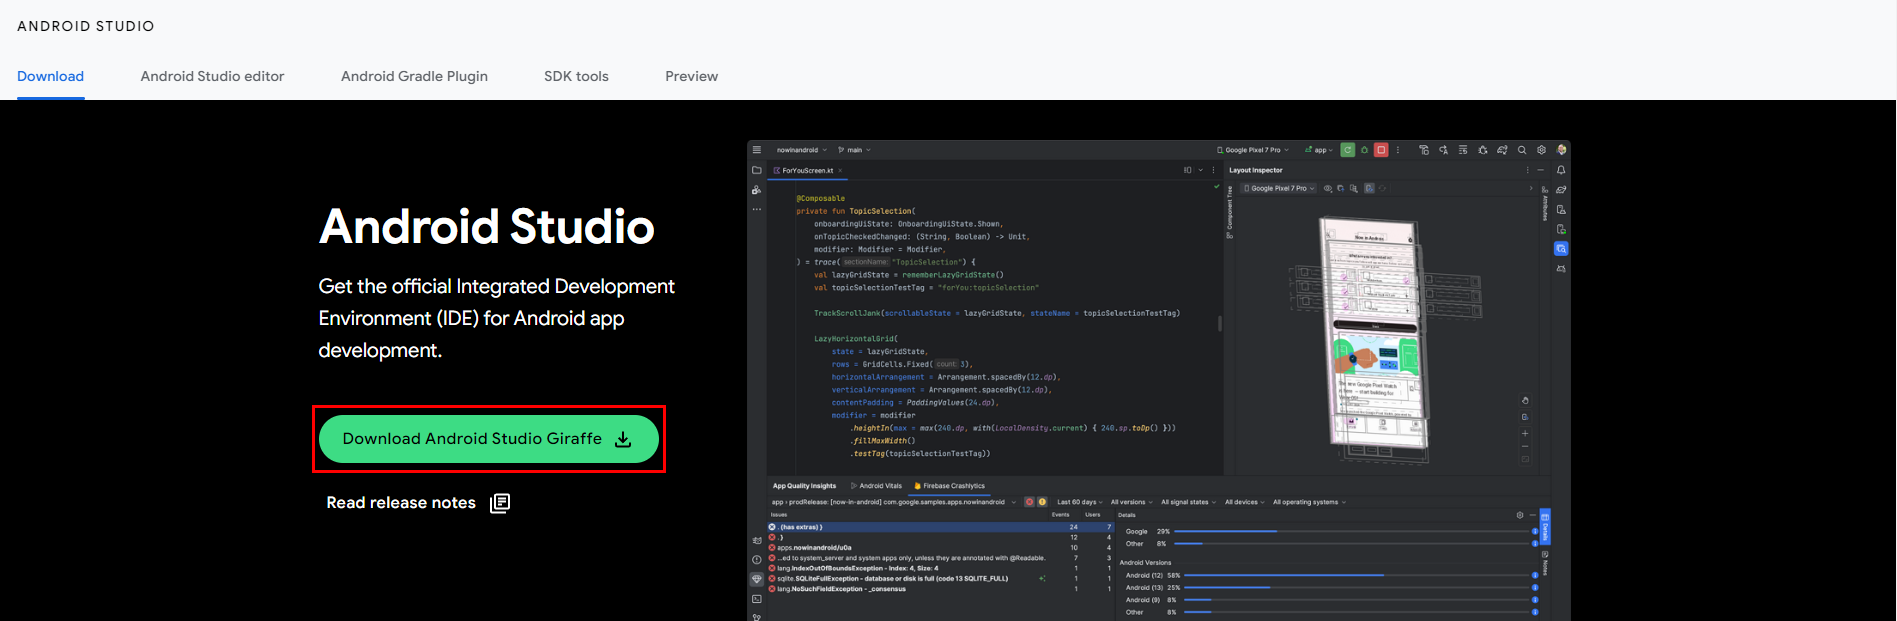 ANDROID STUDIO
Download Android Studio editor Android Gradle Plugin SDK tools Preview
Android Studio
Get the official Integrated Development
Environment (IDE) for Android app
development.
Download Android Studio Giraffe
Read release notes
nowinandroid main Google Pixel 7 Pro app
ForYouScreen.kt
@Composable
private fun TopicSelection(
onboardingUiState: OnboardingUiState.Shown,
onTopicCheckedChanged: (String, Boolean) -> Unit,
modifier: Modifier = Modifier,
) = trace( sectionName: "TopicSelection") {
val lazyGridState = rememberLazyGridState()
val topicSelectionTestTag = "forYou:topicSelection"
TrackScrollJank(scrollableState = lazyGridState, stateName = topicSelectionTestTag)
LazyHorizontalGrid(
state = lazyGridState,
rows = GridCells.Fixed( count: 3),
horizontalArrangement = Arrangement.spacedBy(12.dp),
verticalArrangement = Arrangement.spacedBy(12.dp),
contentPadding = PaddingValues(24.dp),
modifier = modifier
.heightIn(max = max(240.dp, with(LocalDensity.current) { 240.sp.toDp() }))
.fillMaxWidth()
.testTag(topicSelectionTestTag))
Layout Inspector
Google Pixel 7 Pro
Component Tree
Attributes
App Quality Insights Android Vitals Firebase Crashlytics
app › prodRelease: [now-in-android] com.google.samples.apps.nowinandroid Last 60 days All versions All signal states All devices All operating systems
Issues Events Users
. (has extras) } 24 7
.} 12 4
apps.nowinandroid/u0a 10 4
...ed to system_server and system apps only, unless they are annotated with @Readable. 7 3
lang.IndexOutOfBoundsException - Index: 4, Size: 4 1 1
sqlite.SQLiteFullException - database or disk is full (code 13 SQLITE_FULL) 1 1
lang.NoSuchFieldException - _consensus 1 1
Details
Google 29%
Other 8%
Android Versions
Android (12) 58%
Android (13) 25%
Android (9) 8%
Other 8%
Details
Notes